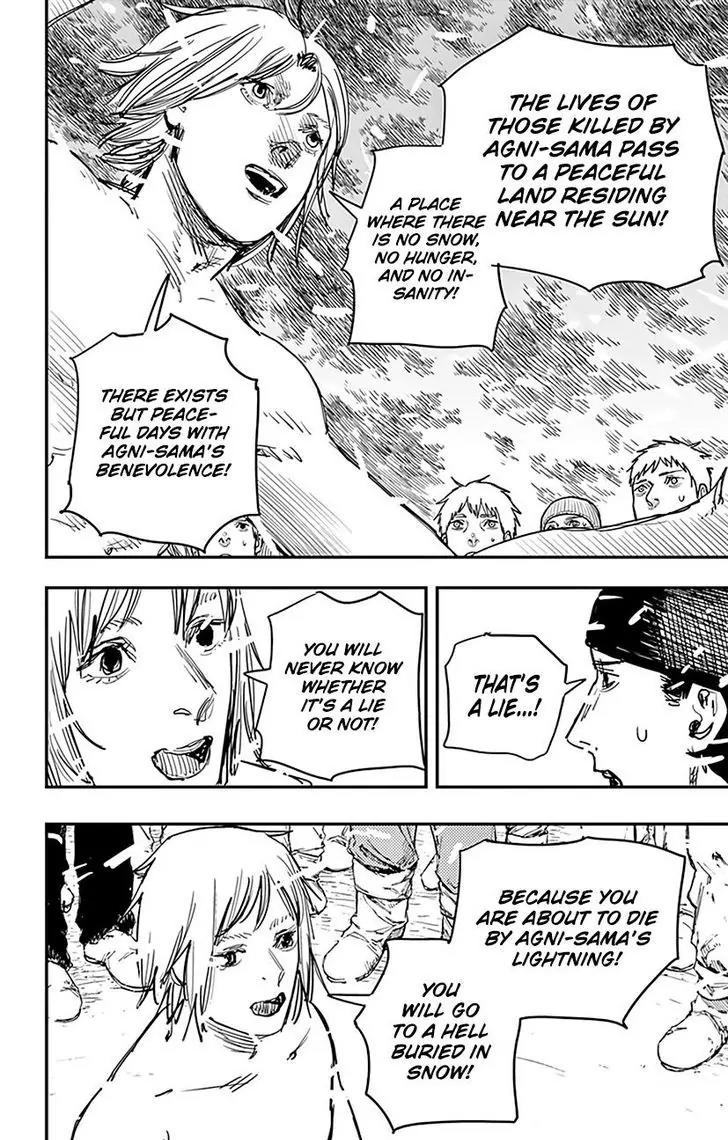 THE LIVES OF
THOSE KILLED BY
AGNI-SAMA PASS
TO A PEACEFUL
LAND RESIDING
NEAR THE SUN!
A PLACE
WHERE THERE
IS NO SNOW,
NO HUNGER,
AND NO IN-
SANITY!
THERE EXISTS
BUT PEACE-
FUL DAYS WITH
AGNI-SAMA'S
BENEVOLENCE!
THAT'S
A LIE...!
YOU WILL
NEVER KNOW
WHETHER
IT'S A LIE
OR NOT!
BECAUSE YOU
ARE ABOUT TO DIE
BY AGNI-SAMA'S
LIGHTNING!
YOU
WILL GO
TO A HELL
BURIED IN
SNOW!